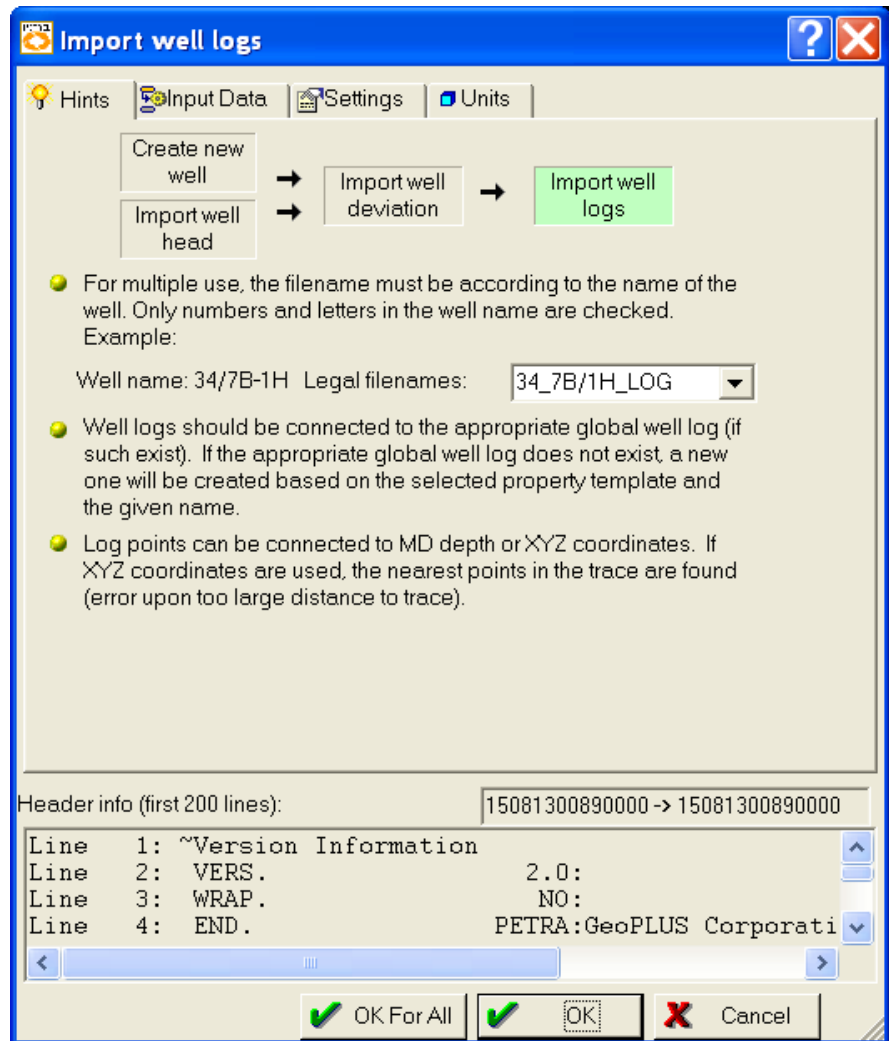 Import well logs
Hints
Input Data
Settings
Units
Create new
well
Import well
head
Import well
deviation
Import well
logs
For multiple use, the filename must be according to the name of the
well. Only numbers and letters in the well name are checked.
Example:
Well name: 34/7B-1H Legal filenames: 34_7B/1H_LOG
Well logs should be connected to the appropriate global well log (if
such exist). If the appropriate global well log does not exist, a new
one will be created based on the selected property template and
the given name.
Log points can be connected to MD depth or XYZ coordinates. If
XYZ coordinates are used, the nearest points in the trace are found
(error upon too large distance to trace).
Header info (first 200 lines): 15081300890000 -> 15081300890000
Line 1: ~Version Information
Line 2: VERS. 2.0:
Line 3: WRAP. NO:
Line 4: END. PETRA:GeoPLUS Corporati
OK For All
OK
Cancel